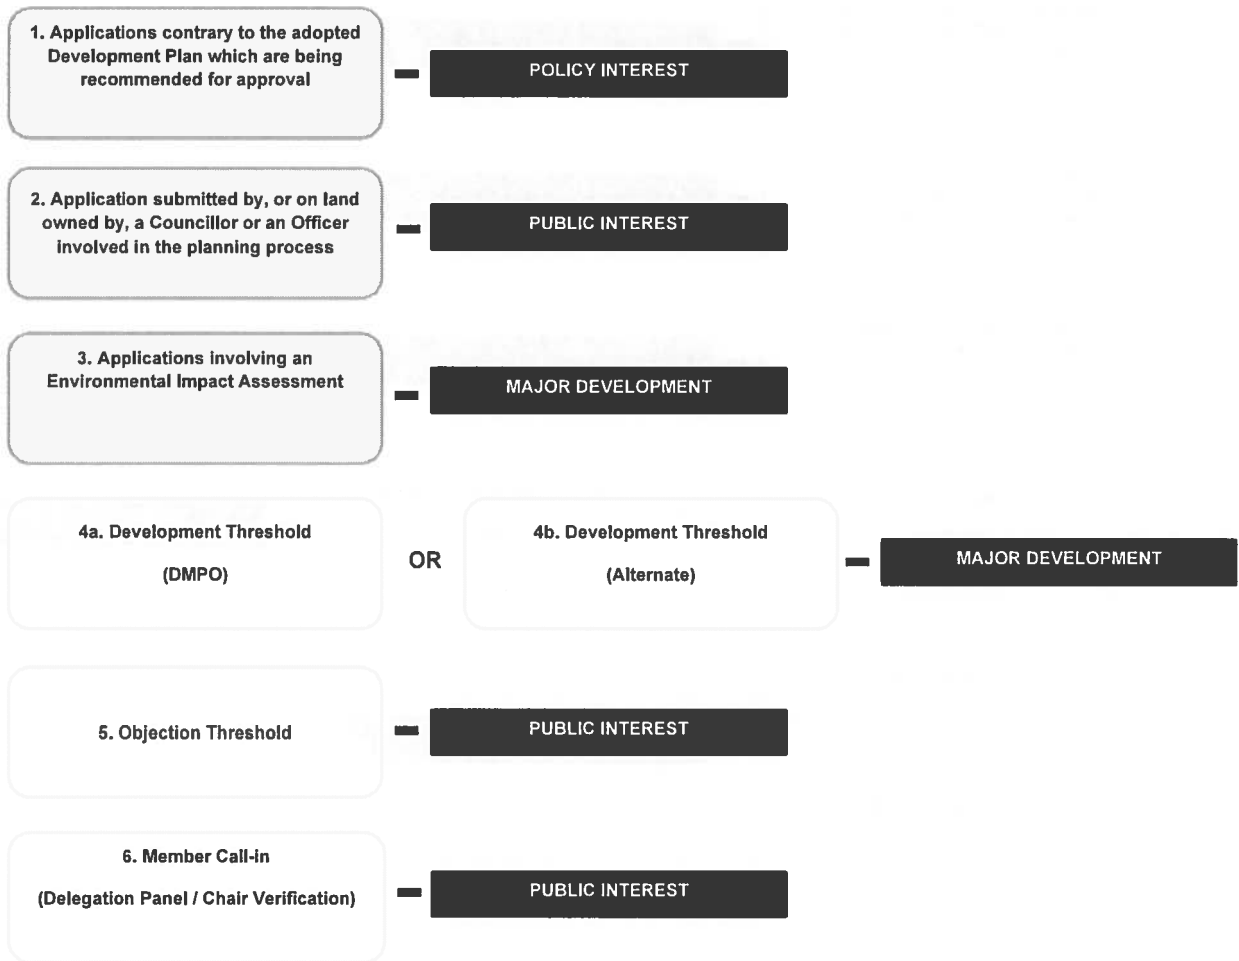 1. Applications contrary to the adopted
Development Plan which are being
recommended for approval
POLICY INTEREST
2. Application submitted by, or on land
owned by, a Councillor or an Officer
involved in the planning process
PUBLIC INTEREST
3. Applications involving an
Environmental Impact Assessment
MAJOR DEVELOPMENT
4a. Development Threshold
(DMPO)
OR
4b. Development Threshold
(Alternate)
MAJOR DEVELOPMENT
5. Objection Threshold
PUBLIC INTEREST
6. Member Call-in
(Delegation Panel / Chair Verification)
PUBLIC INTEREST